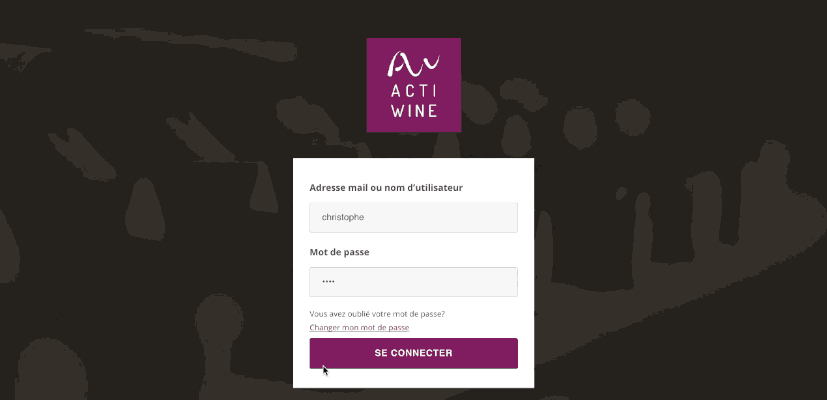 ACTI
WINE
Adresse mail ou nom d'utilisateur
christophe
Mot de passe
••••
Vous avez oublié votre mot de passe?
Changer mon mot de passe
SE CONNECTER